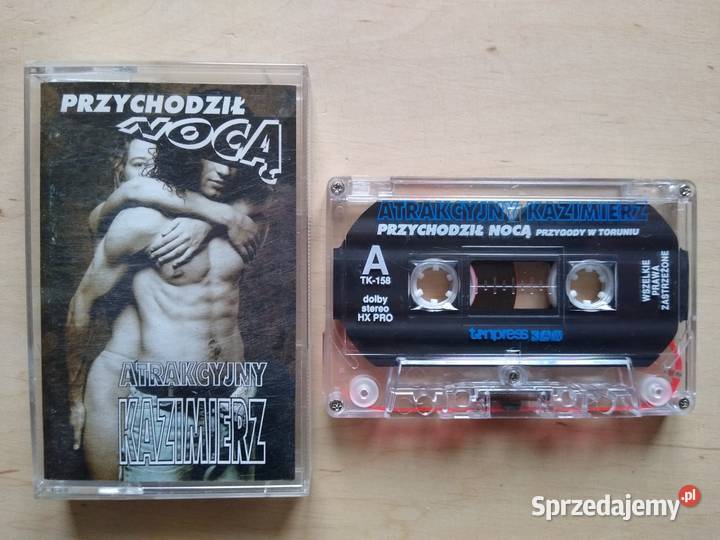 PRZYCHODZIŁ
NOCĄ
ATRAKCYJNY
KAZIMIERZ
ATRAKCYJNY KAZIMIERZ
PRZYCHODZIŁ NOCĄ PRZYGODY W TORUNIU
A
TK-158
dolby
stereo
HX PRO
WSZELKIE
PRAWA
ZASTRZEŻONE
Sprzedajemy.pl